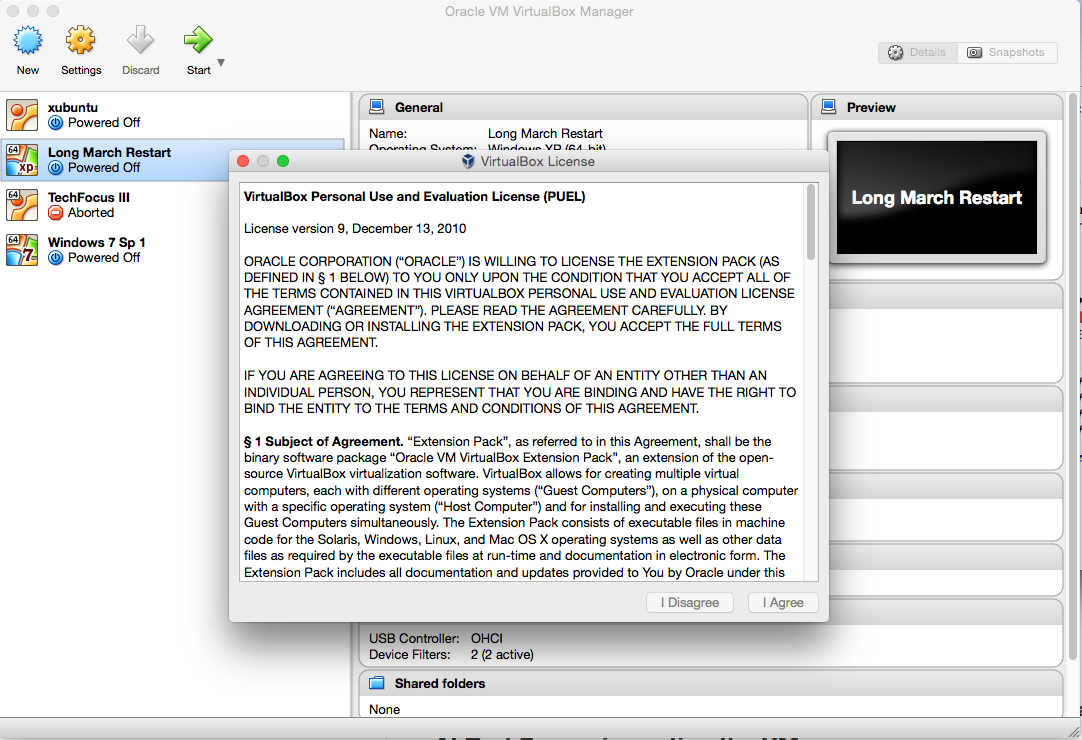 Oracle VM VirtualBox Manager
New
Settings
Discard
Start
Details
Snapshots
xubuntu
Powered Off
64
xp
Long March Restart
Powered Off
64
TechFocus III
Aborted
64
7
Windows 7 Sp 1
Powered Off
General
Name: Long March Restart
Operating System: Windows XP (64-bit)
Preview
Long March Restart
VirtualBox License
VirtualBox Personal Use and Evaluation License (PUEL)
License version 9, December 13, 2010
ORACLE CORPORATION (“ORACLE”) IS WILLING TO LICENSE THE EXTENSION PACK (AS
DEFINED IN § 1 BELOW) TO YOU ONLY UPON THE CONDITION THAT YOU ACCEPT ALL OF
THE TERMS CONTAINED IN THIS VIRTUALBOX PERSONAL USE AND EVALUATION LICENSE
AGREEMENT (“AGREEMENT”). PLEASE READ THE AGREEMENT CAREFULLY. BY
DOWNLOADING OR INSTALLING THE EXTENSION PACK, YOU ACCEPT THE FULL TERMS
OF THIS AGREEMENT.
IF YOU ARE AGREEING TO THIS LICENSE ON BEHALF OF AN ENTITY OTHER THAN AN
INDIVIDUAL PERSON, YOU REPRESENT THAT YOU ARE BINDING AND HAVE THE RIGHT TO
BIND THE ENTITY TO THE TERMS AND CONDITIONS OF THIS AGREEMENT.
§ 1 Subject of Agreement. “Extension Pack”, as referred to in this Agreement, shall be the
binary software package “Oracle VM VirtualBox Extension Pack”, an extension of the open-
source VirtualBox virtualization software. VirtualBox allows for creating multiple virtual
computers, each with different operating systems (“Guest Computers”), on a physical computer
with a specific operating system (“Host Computer”) and for installing and executing these
Guest Computers simultaneously. The Extension Pack consists of executable files in machine
code for the Solaris, Windows, Linux, and Mac OS X operating systems as well as other data
files as required by the executable files at run-time and documentation in electronic form. The
Extension Pack includes all documentation and updates provided to You by Oracle under this
I Disagree
I Agree
USB Controller: OHCI
Device Filters: 2 (2 active)
Shared folders
None